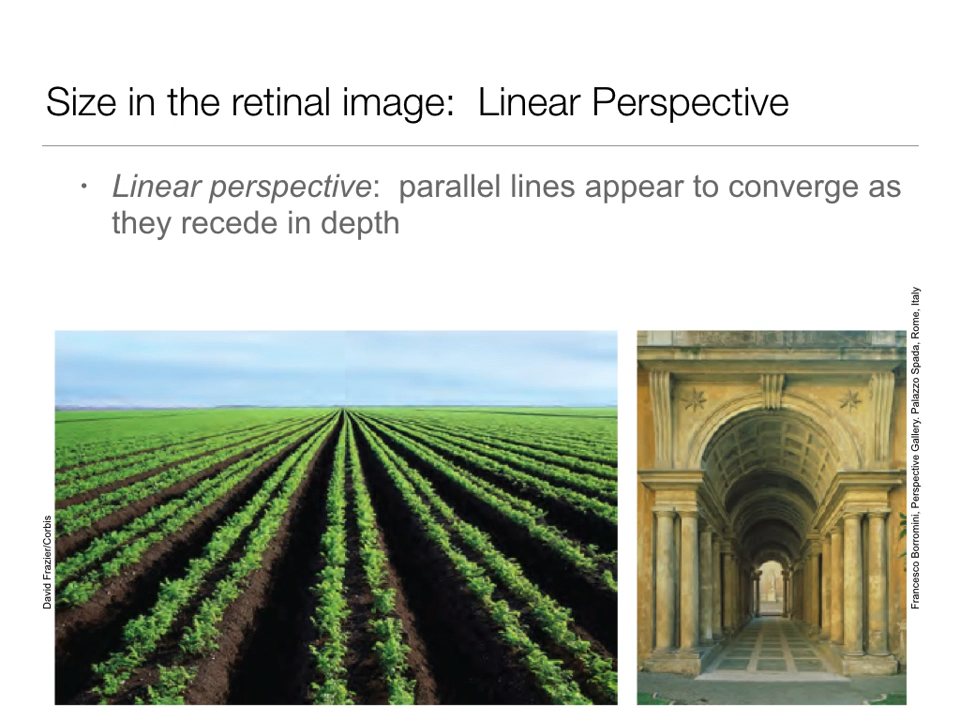 Size in the retinal image:  Linear Perspective
• Linear perspective:  parallel lines appear to converge as
they recede in depth
David Frazier/Corbis
Francesco Borromini, Perspective Gallery. Palazzo Spada, Rome, Italy